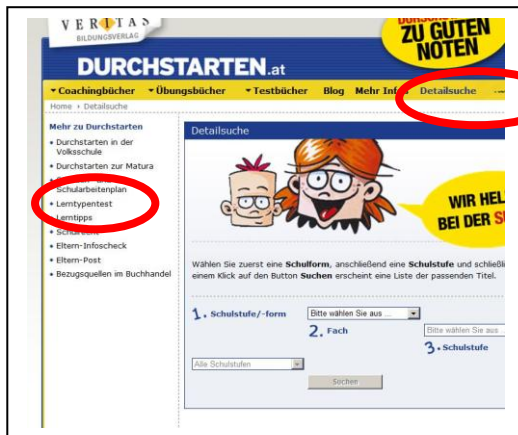 VERITAS
BILDUNGSVERLAG
ZU GUTEN
NOTEN
DURCHSTARTEN.at
Coachingbücher Übungsbücher Testbücher Blog Mehr Detailsuche
Home › Detailsuche
Mehr zu Durchstarten
• Durchstarten in der
Volksschule
• Durchstarten zur Matura
Schularbeitenplan
• Lerntypentest
Lerntipps
• Eltern-Infoscheck
• Eltern-Post
• Bezugsquellen im Buchhandel
Detailsuche
WIR HEL
BEI DER S
Wählen Sie zuerst eine Schulform, anschließend eine Schulstufe und schließli
einem Klick auf den Button Suchen erscheint eine Liste der passenden Titel.
1. Schulstufe/-form
Bitte wählen Sie aus ...
2. Fach
Bitte wählen Sie aus
3. Schulstufe
Alle Schulstufen
Suchen